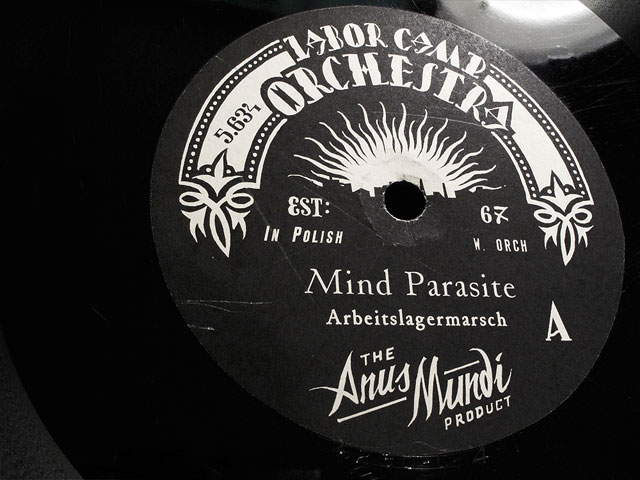 LABOR CAMP
ORCHESTRA
5.634
EST: 67
IN POLISH W. ORCH
Mind Parasite
Arbeitslagermarsch
A
THE
Anus Mundi
PRODUCT